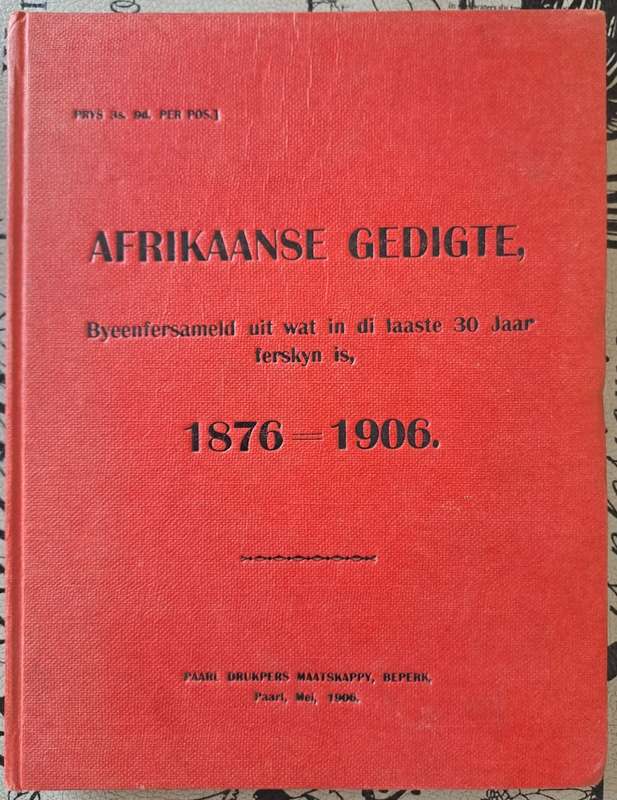 [PRYS 3s. 9d. PER POS.]
AFRIKAANSE GEDIGTE,
Byeenfersameld uit wat in di laaste 30 Jaar
ferskyn is,
1876 — 1906.
PAARL DRUKPERS MAATSKAPPY, BEPERK,
Paarl, Mei, 1906.